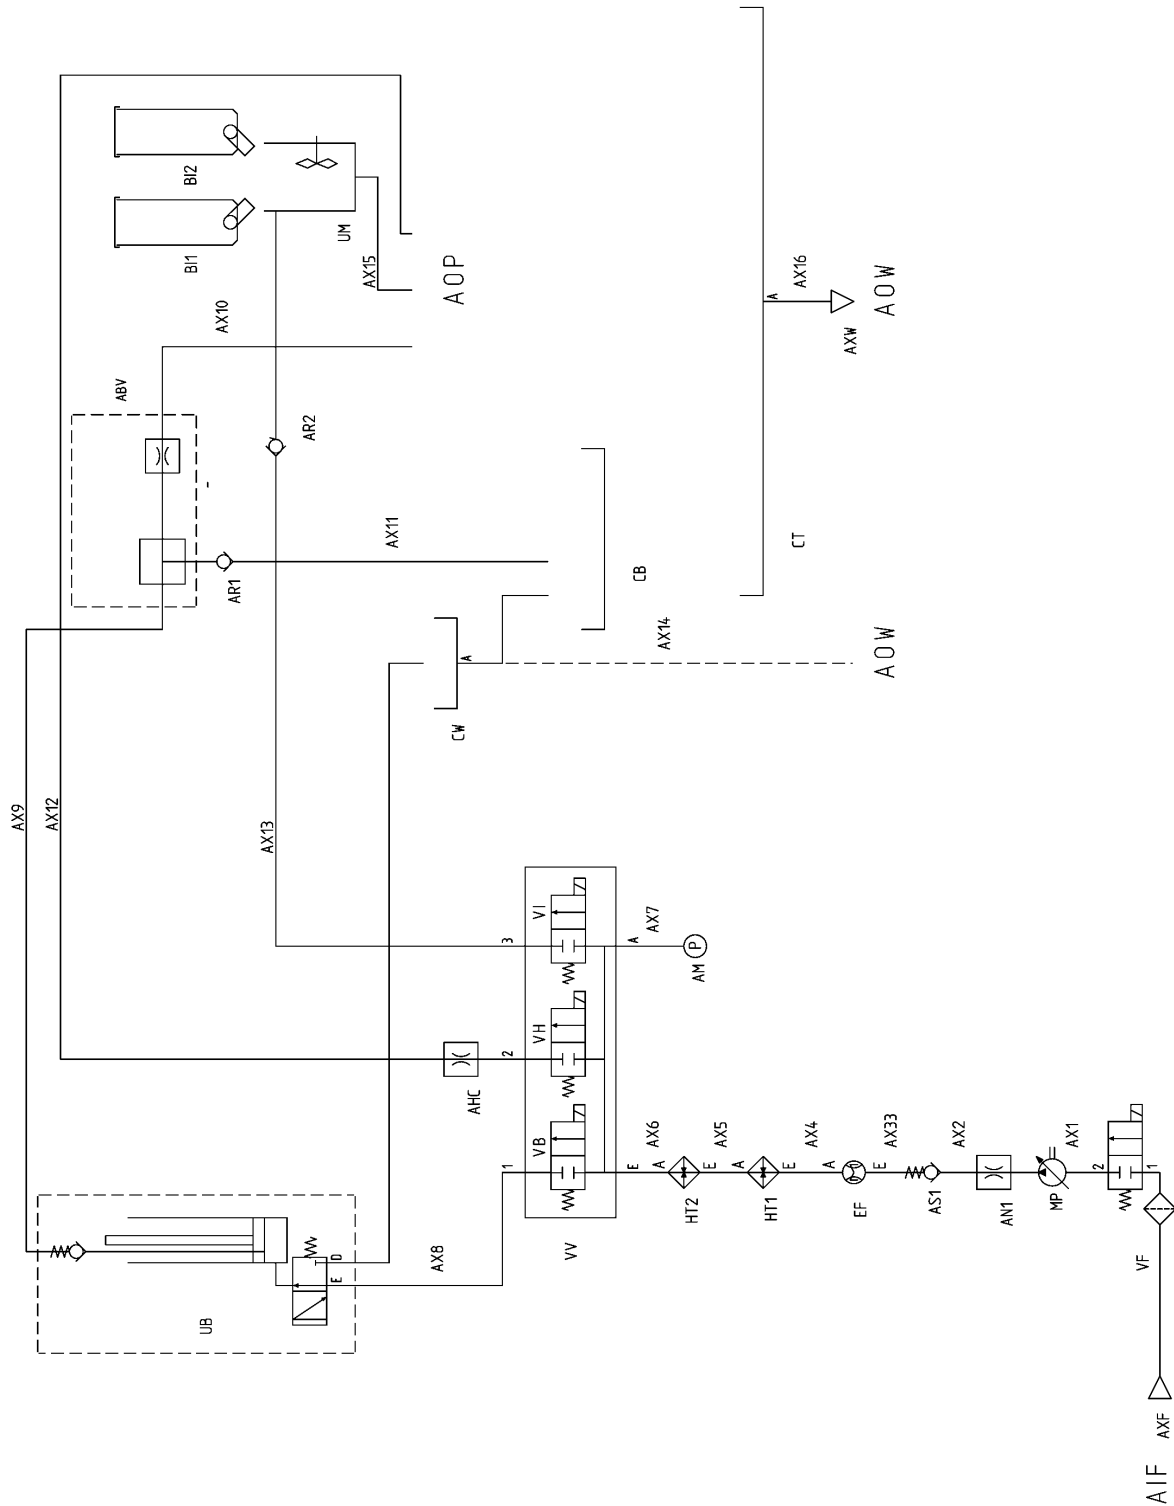 AX9
AX12
UB
AX8
E
D
AX13
AHC
1
2
3
VV
VB
VH
VI
E
A
AX7
AM
P
AX6
A
HT2
E
AX5
A
HT1
E
AX4
A
EF
E
AX33
AS1
AX2
AN1
MP
AX1
2
1
VF
AXF
AIF
CW
A
AX14
AOW
CB
CT
AR1
AX11
ABV
AR2
AX10
BI1
BI2
UM
AX15
AOP
A
AX16
AXW
AOW